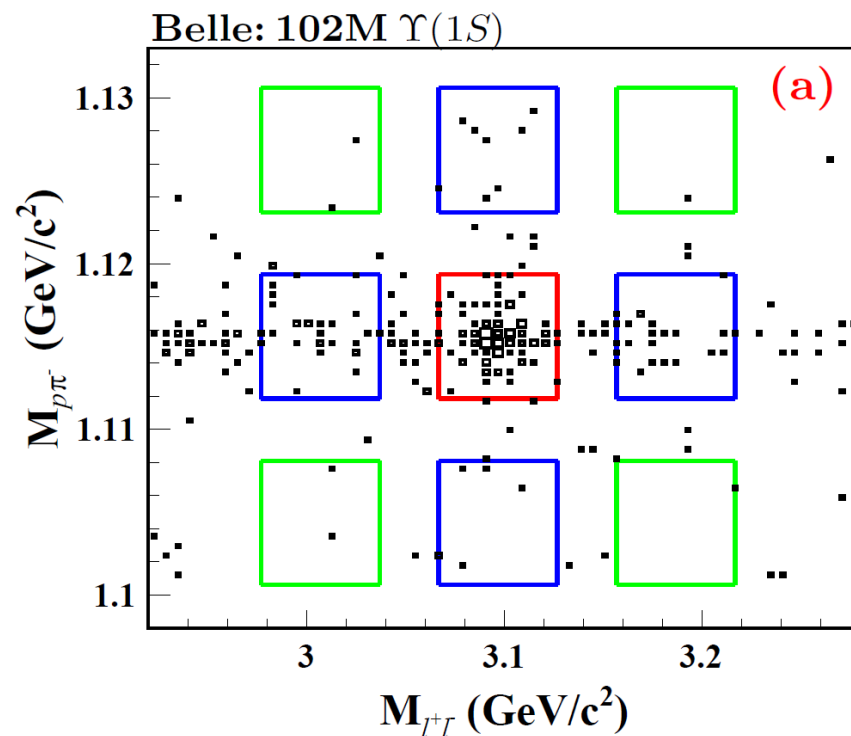 Belle: 102M ϒ(1S)
(a)
1.13
1.12
1.11
1.1
M_{pπ⁻} (GeV/c²)
3 3.1 3.2
M_{l⁺l⁻} (GeV/c²)